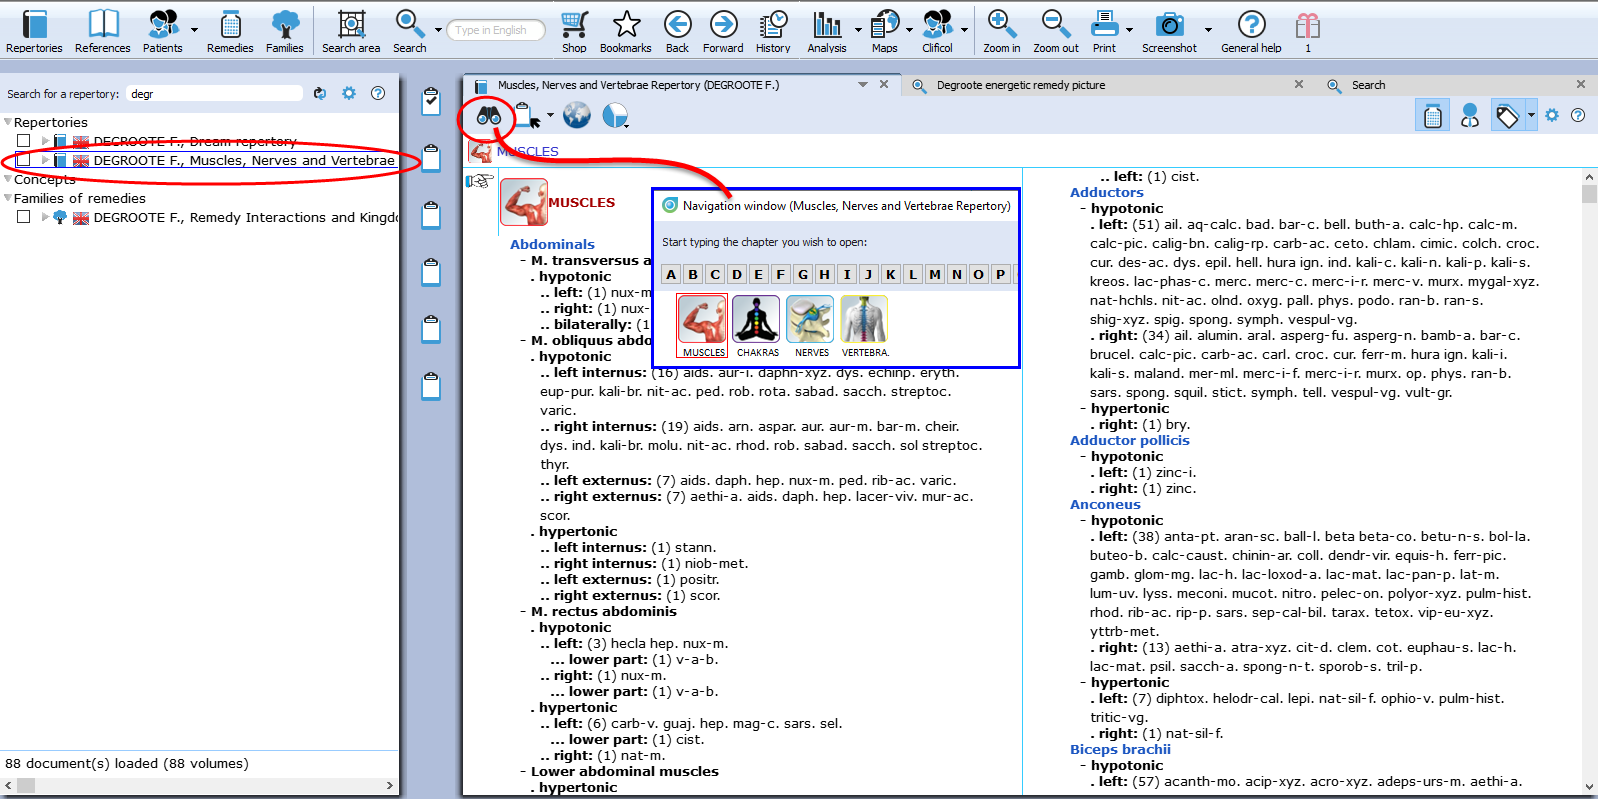 Repertories References Patients Remedies Families Search area Search Type in English Shop Bookmarks Back Forward History Analysis Maps Clificol Zoom in Zoom out Print Screenshot General help 1
Search for a repertory: degr
Repertories
DEGROOTE F., Dream repertory
DEGROOTE F., Muscles, Nerves and Vertebrae
Concepts
Families of remedies
DEGROOTE F., Remedy Interactions and Kingdo
88 document(s) loaded (88 volumes)
Muscles, Nerves and Vertebrae Repertory (DEGROOTE F.)
Degroote energetic remedy picture
Search
MUSCLES
MUSCLES
Abdominals
- M. transversus a
. hypotonic
.. left: (1) nux-m
.. right: (1) nux-
.. bilaterally: (1
- M. obliquus abdo
. hypotonic
.. left internus: (16) aids. aur-i. daphn-xyz. dys. echinp. eryth.
eup-pur. kali-br. nit-ac. ped. rob. rota. sabad. sacch. streptoc.
varic.
.. right internus: (19) aids. arn. aspar. aur. aur-m. bar-m. cheir.
dys. ind. kali-br. molu. nit-ac. rhod. rob. sabad. sacch. sol streptoc.
thyr.
.. left externus: (7) aids. daph. hep. nux-m. ped. rib-ac. varic.
.. right externus: (7) aethi-a. aids. daph. hep. lacer-viv. mur-ac.
scor.
. hypertonic
.. left internus: (1) stann.
.. right internus: (1) niob-met.
.. left externus: (1) positr.
.. right externus: (1) scor.
- M. rectus abdominis
. hypotonic
.. left: (3) hecla hep. nux-m.
... lower part: (1) v-a-b.
.. right: (1) nux-m.
... lower part: (1) v-a-b.
. hypertonic
.. left: (6) carb-v. guaj. hep. mag-c. sars. sel.
... lower part: (1) cist.
.. right: (1) nat-m.
- Lower abdominal muscles
. hypertonic
Navigation window (Muscles, Nerves and Vertebrae Repertory)
Start typing the chapter you wish to open:
A B C D E F G H I J K L M N O P
MUSCLES CHAKRAS NERVES VERTEBRA.
.. left: (1) cist.
Adductors
- hypotonic
. left: (51) ail. aq-calc. bad. bar-c. bell. buth-a. calc-hp. calc-m.
calc-pic. calig-bn. calig-rp. carb-ac. ceto. chlam. cimic. colch. croc.
cur. des-ac. dys. epil. hell. hura ign. ind. kali-c. kali-n. kali-p. kali-s.
kreos. lac-phas-c. merc. merc-c. merc-i-r. merc-v. murx. mygal-xyz.
nat-hchls. nit-ac. olnd. oxyg. pall. phys. podo. ran-b. ran-s.
shig-xyz. spig. spong. symph. vespul-vg.
. right: (34) ail. alumin. aral. asperg-fu. asperg-n. bamb-a. bar-c.
brucel. calc-pic. carb-ac. carl. croc. cur. ferr-m. hura ign. kali-i.
kali-s. maland. mer-ml. merc-i-f. merc-i-r. murx. op. phys. ran-b.
sars. spong. squil. stict. symph. tell. vespul-vg. vult-gr.
- hypertonic
. right: (1) bry.
Adductor pollicis
- hypotonic
. left: (1) zinc-i.
. right: (1) zinc.
Anconeus
- hypotonic
. left: (38) anta-pt. aran-sc. ball-l. beta beta-co. betu-n-s. bol-la.
buteo-b. calc-caust. chinin-ar. coll. dendr-vir. equis-h. ferr-pic.
gamb. glom-mg. lac-h. lac-loxod-a. lac-mat. lac-pan-p. lat-m.
lum-uv. lyss. meconi. mucot. nitro. pelec-on. polyor-xyz. pulm-hist.
rhod. rib-ac. rip-p. sars. sep-cal-bil. tarax. tetox. vip-eu-xyz.
yttrb-met.
. right: (13) aethi-a. atra-xyz. cit-d. clem. cot. euphau-s. lac-h.
lac-mat. psil. sacch-a. spong-n-t. sporob-s. tril-p.
- hypertonic
. left: (7) diphtox. helodr-cal. lepi. nat-sil-f. ophio-v. pulm-hist.
tritic-vg.
. right: (1) nat-sil-f.
Biceps brachii
- hypotonic
. left: (57) acanth-mo. acip-xyz. acro-xyz. adeps-urs-m. aethi-a.